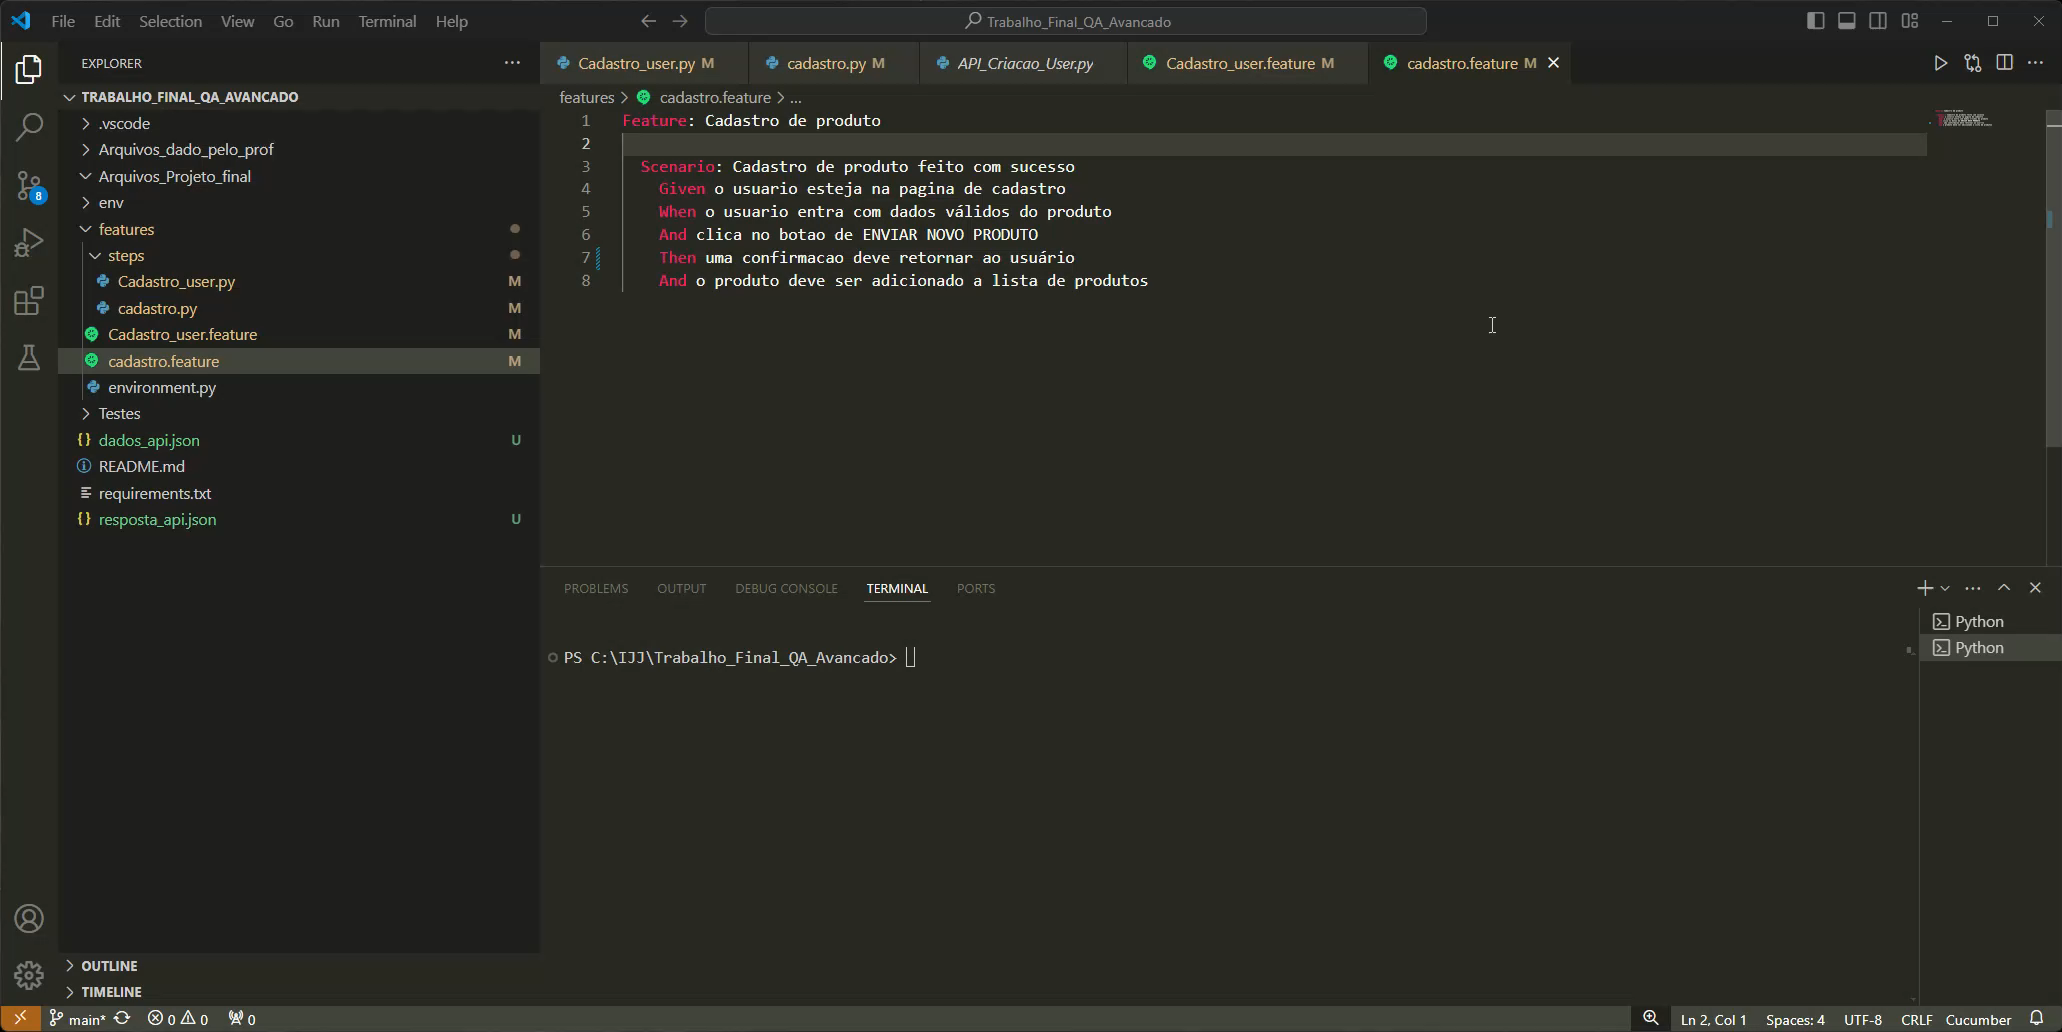 File Edit Selection View Go Run Terminal Help
Trabalho_Final_QA_Avancado
EXPLORER
Cadastro_user.py M
cadastro.py M
API_Criacao_User.py
Cadastro_user.feature M
cadastro.feature M
TRABALHO_FINAL_QA_AVANCADO
.vscode
Arquivos_dado_pelo_prof
Arquivos_Projeto_final
env
features
steps
Cadastro_user.py M
cadastro.py M
Cadastro_user.feature M
cadastro.feature M
environment.py
Testes
dados_api.json U
README.md
requirements.txt
resposta_api.json U
8
OUTLINE
TIMELINE
features > cadastro.feature > ...
1 Feature: Cadastro de produto
2
3 Scenario: Cadastro de produto feito com sucesso
4 Given o usuario esteja na pagina de cadastro
5 When o usuario entra com dados válidos do produto
6 And clica no botao de ENVIAR NOVO PRODUTO
7 Then uma confirmacao deve retornar ao usuário
8 And o produto deve ser adicionado a lista de produtos
PROBLEMS OUTPUT DEBUG CONSOLE TERMINAL PORTS
PS C:\IJJ\Trabalho_Final_QA_Avancado>
Python
Python
main* 0 0 0
Ln 2, Col 1 Spaces: 4 UTF-8 CRLF Cucumber